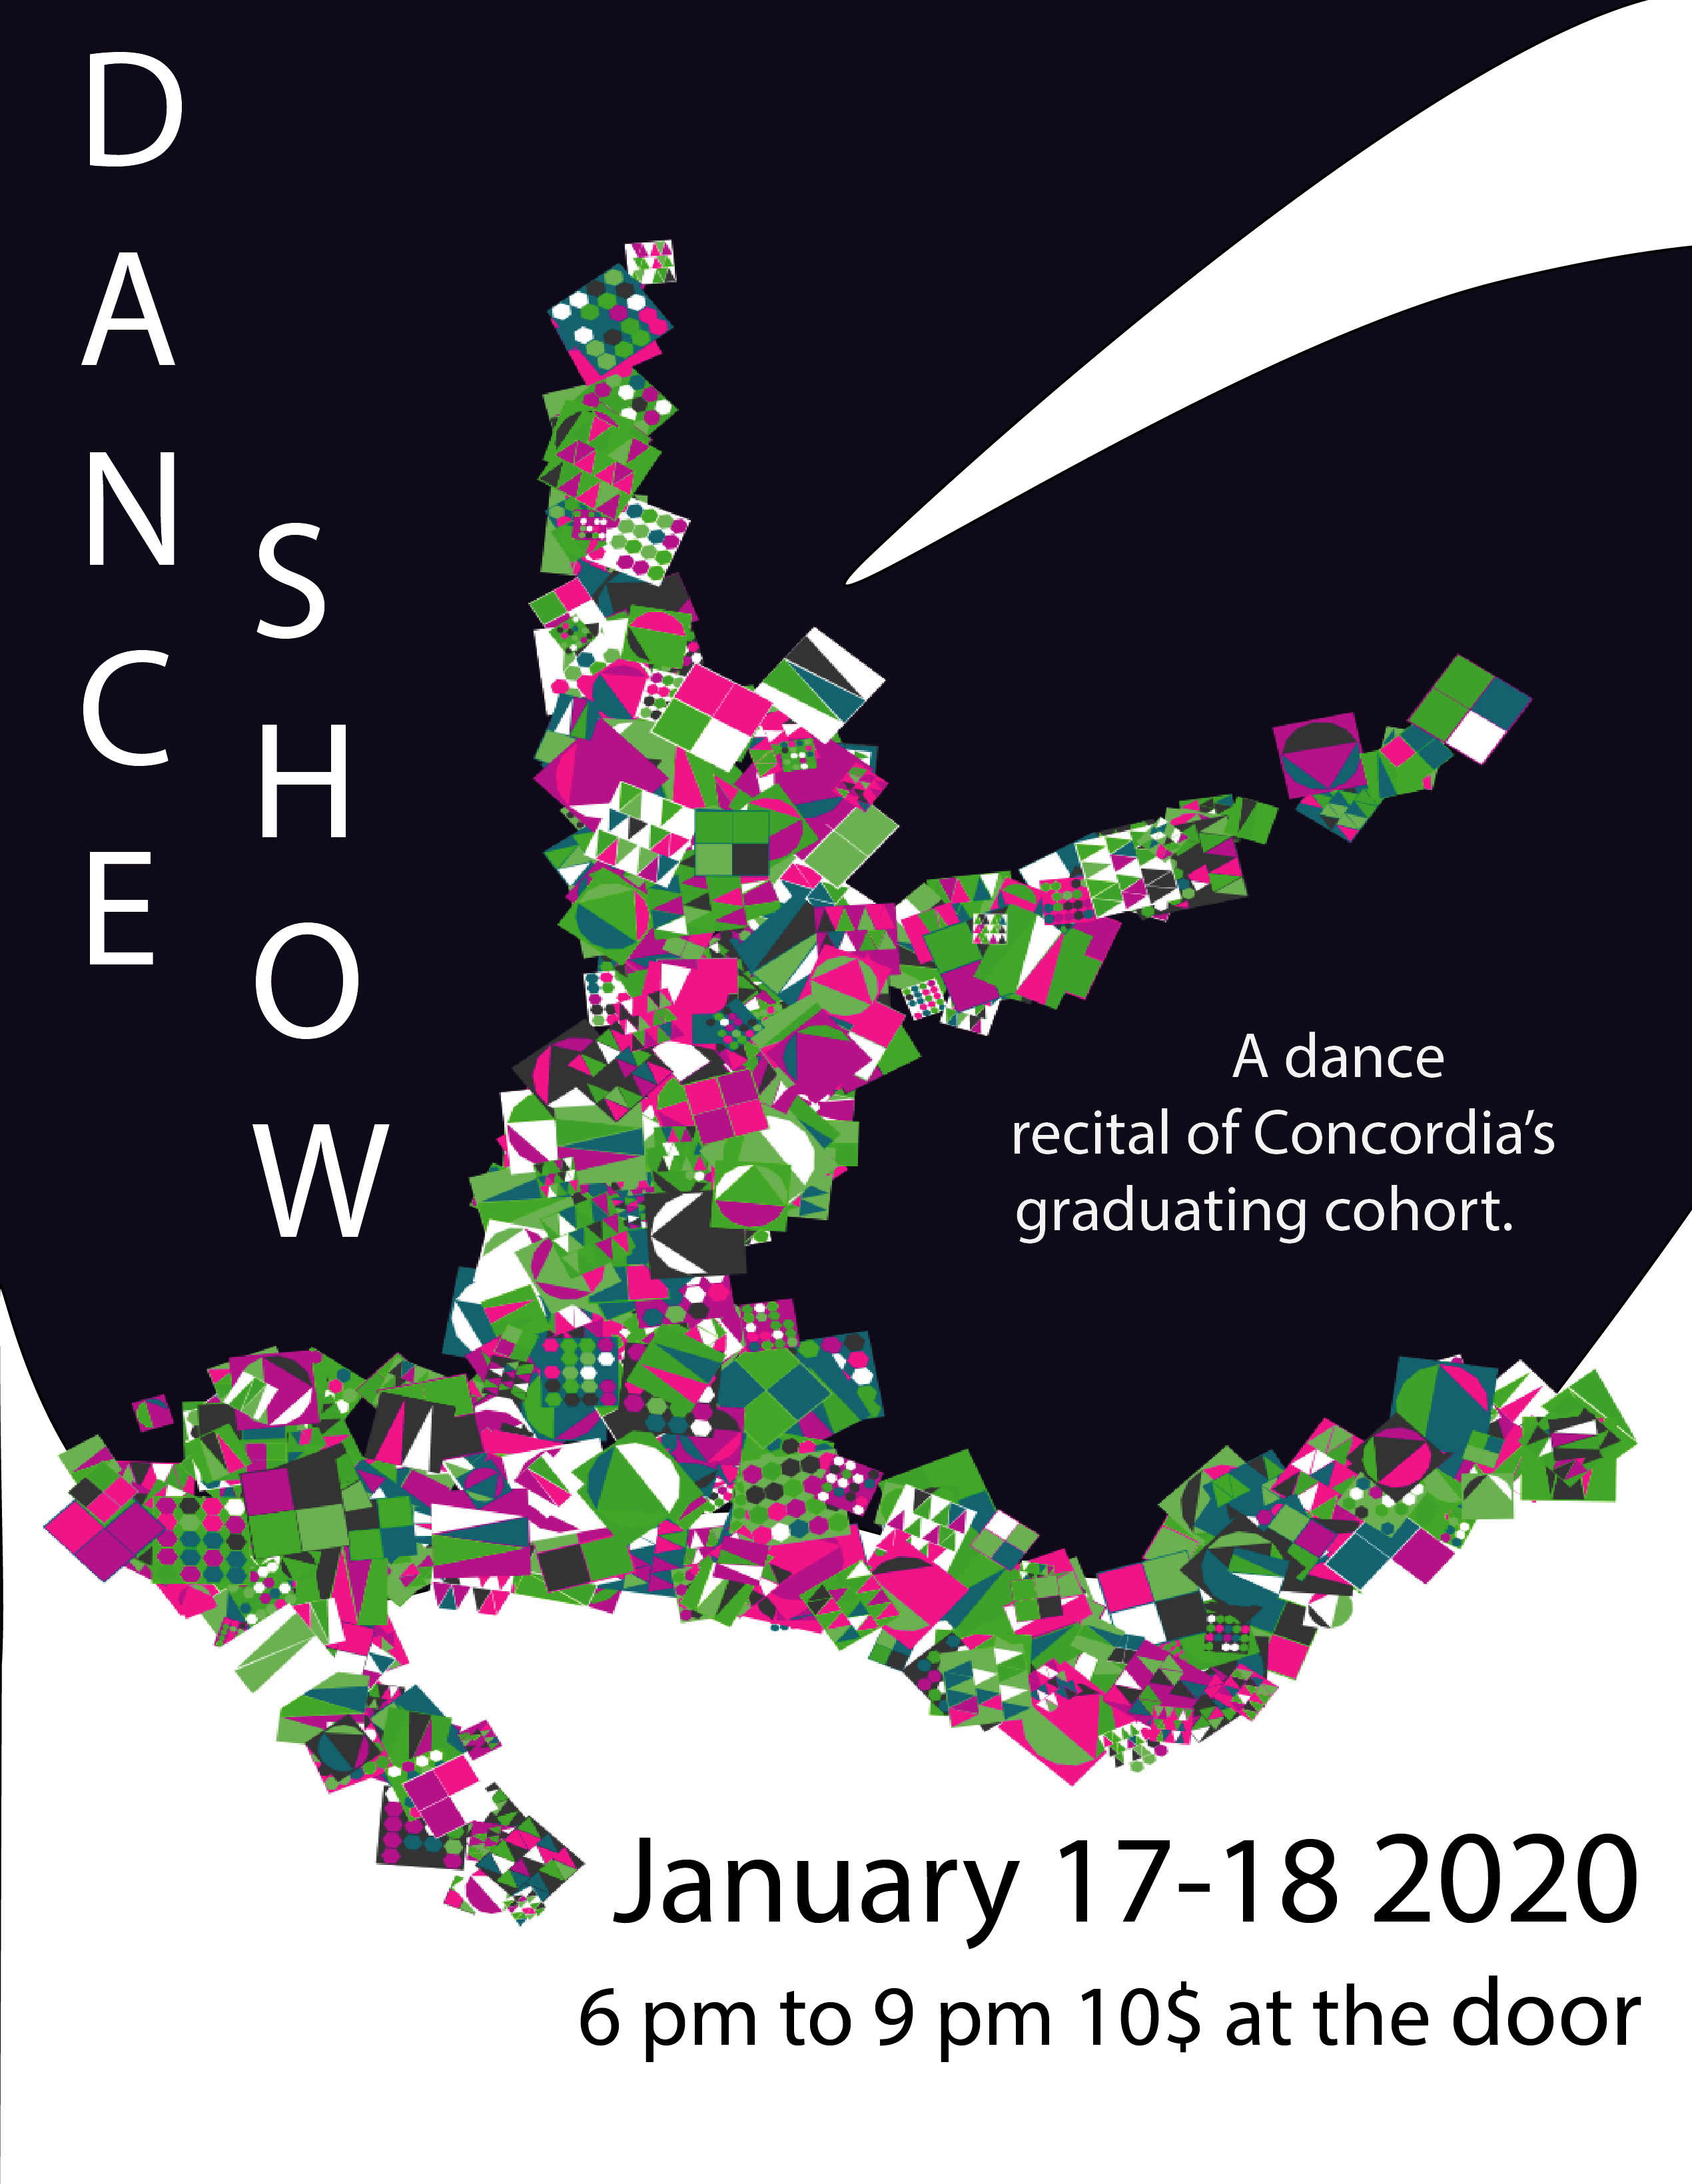 DANCE
SHOW
A dance
recital of Concordia’s
graduating cohort.
January 17-18 2020
6 pm to 9 pm 10$ at the door